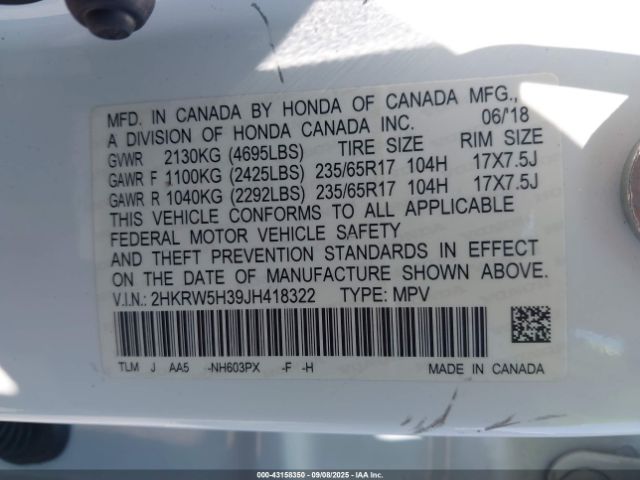 MFD. IN CANADA BY HONDA OF CANADA MFG.,
A DIVISION OF HONDA CANADA INC. 06/'18
GVWR 2130KG (4695LBS) TIRE SIZE RIM SIZE
GAWR F 1100KG (2425LBS) 235/65R17 104H 17X7.5J
GAWR R 1040KG (2292LBS) 235/65R17 104H 17X7.5J
THIS VEHICLE CONFORMS TO ALL APPLICABLE
FEDERAL MOTOR VEHICLE SAFETY
AND THEFT PREVENTION STANDARDS IN EFFECT
ON THE DATE OF MANUFACTURE SHOWN ABOVE.
V.I.N.: 2HKRW5H39JH418322 TYPE: MPV
TLM J AA5 -NH603PX -F -H MADE IN CANADA
000-43158350 - 09/08/2025 - IAAI. Inc.